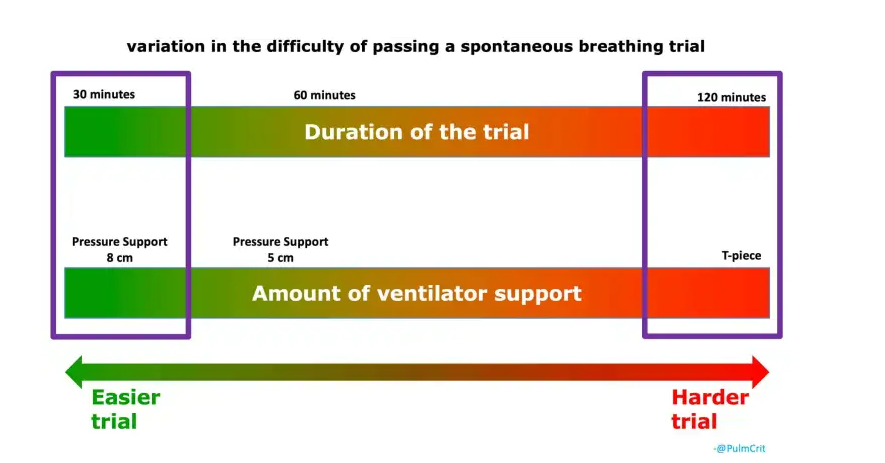 variation in the difficulty of passing a spontaneous breathing trial
30 minutes
60 minutes
120 minutes
Duration of the trial
Pressure Support
8 cm
Pressure Support
5 cm
T-piece
Amount of ventilator support
Easier
trial
Harder
trial
-@PulmCrit